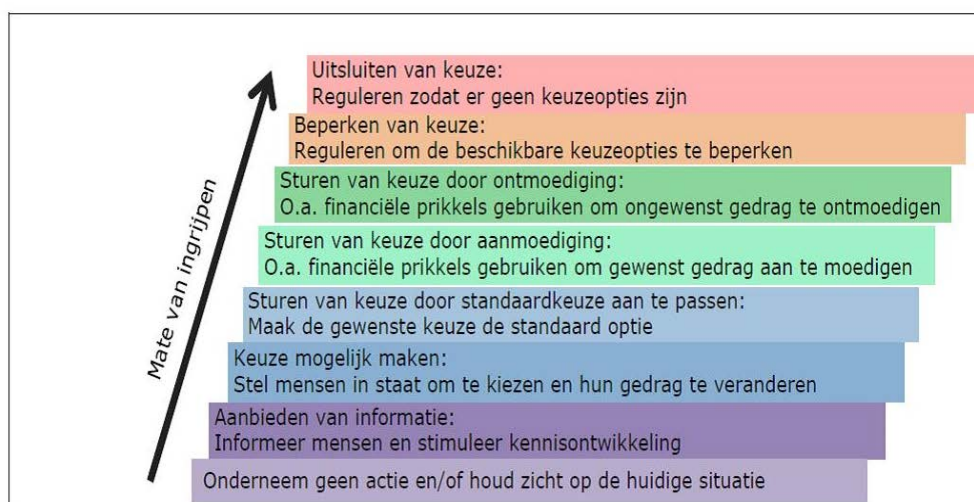 Uitsluiten van keuze:
Reguleren zodat er geen keuzeopties zijn
Beperken van keuze:
Reguleren om de beschikbare keuzeopties te beperken
Sturen van keuze door ontmoediging:
O.a. financiële prikkels gebruiken om ongewenst gedrag te ontmoedigen
Sturen van keuze door aanmoediging:
O.a. financiële prikkels gebruiken om gewenst gedrag aan te moedigen
Sturen van keuze door standaardkeuze aan te passen:
Maak de gewenste keuze de standaard optie
Keuze mogelijk maken:
Stel mensen in staat om te kiezen en hun gedrag te veranderen
Aanbieden van informatie:
Informeer mensen en stimuleer kennisontwikkeling
Onderneem geen actie en/of houd zicht op de huidige situatie
Mate van ingrijpen